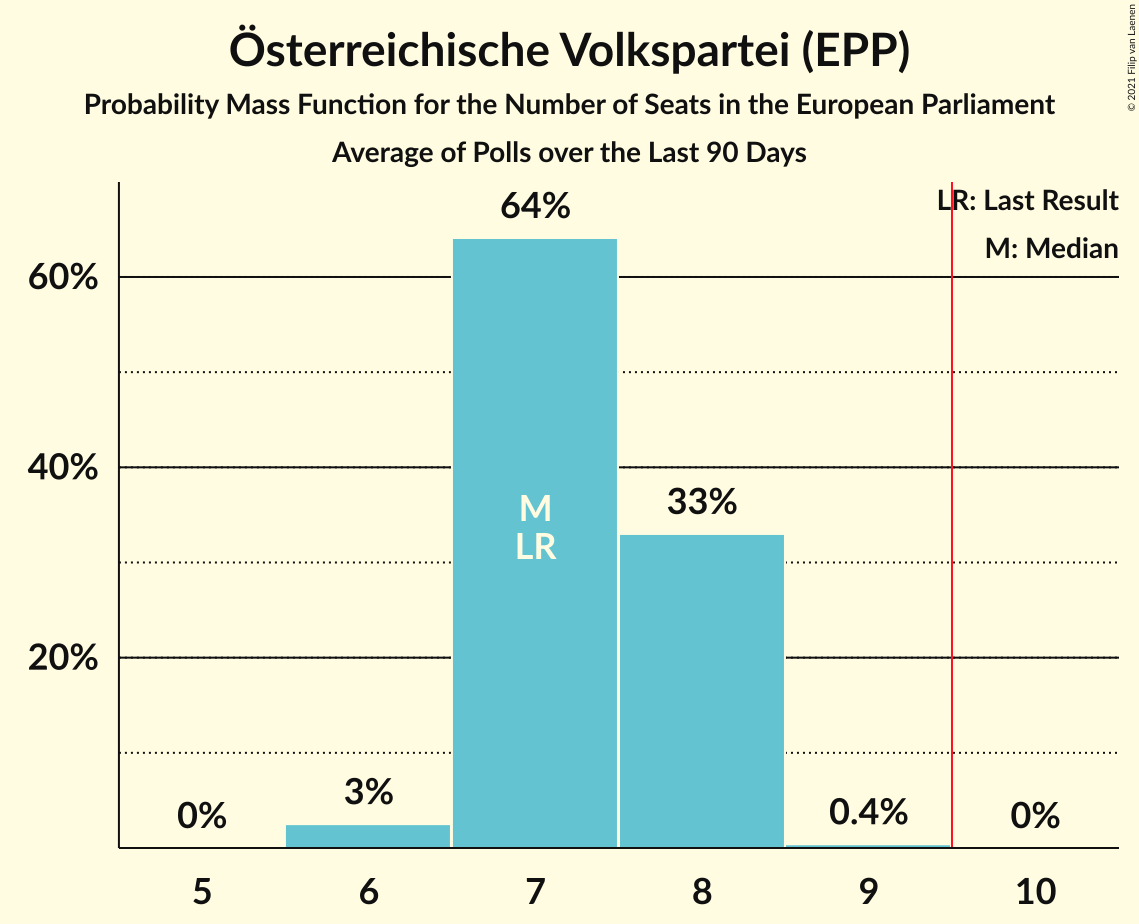 Österreichische Volkspartei (EPP)
Probability Mass Function for the Number of Seats in the European Parliament
Average of Polls over the Last 90 Days
© 2021 Filip van Laenen
LR: Last Result
M: Median
60%
40%
20%
0%
3%
64%
M
LR
33%
0.4%
0%
5 6 7 8 9 10